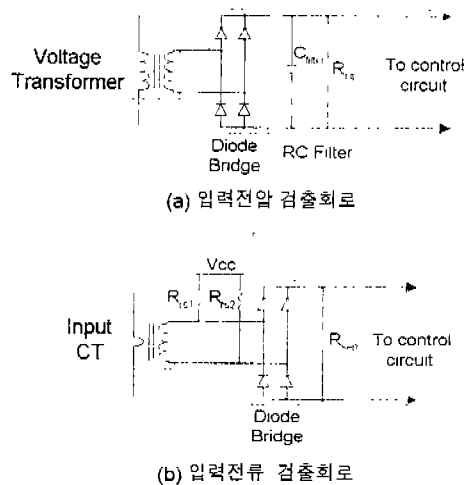 Voltage
Transformer
C
R
To control
circuit
Diode
Bridge
RC Filter
(a) 입력전압 검출회로
Vcc
Input
CT
To control
circuit
Diode
Bridge
(b) 입력전류 검출회로